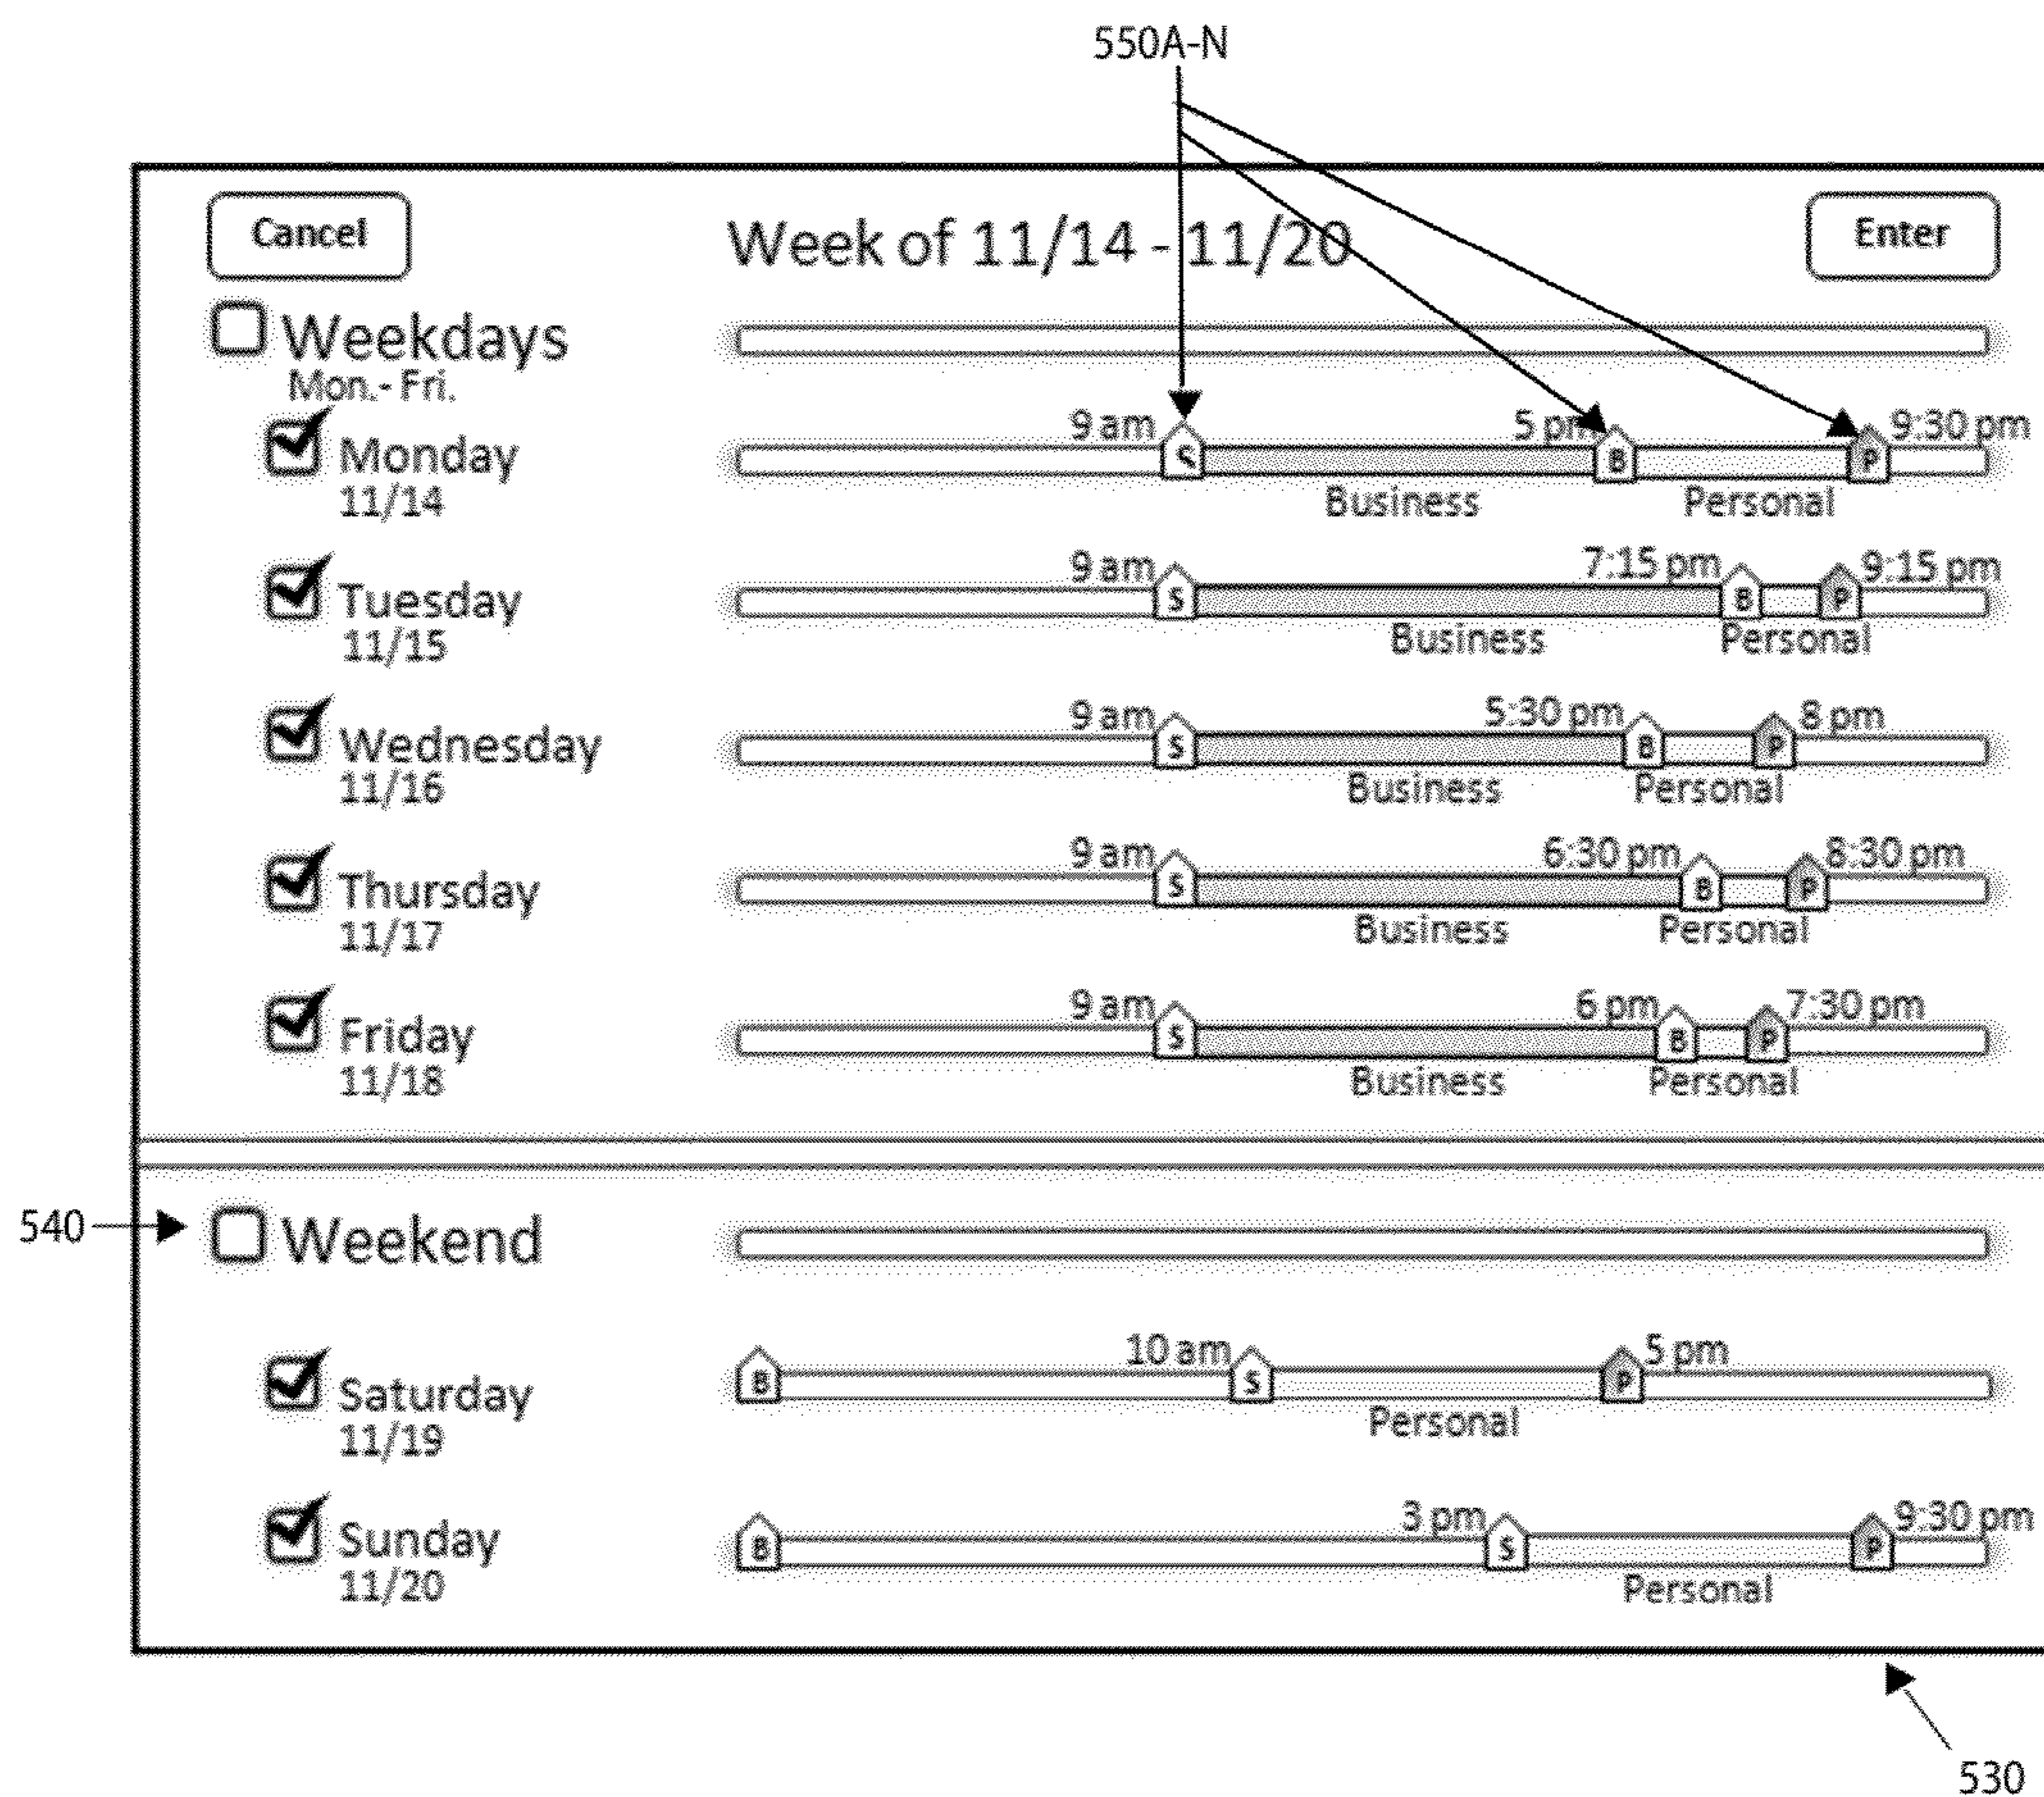 550A-N
Cancel
Week of 11/14 - 11/20
Enter
Weekdays
Mon.- Fri.
9 am 5 pm 9:30 pm
Monday S B P
11/14 Business Personal
9 am 7:15 pm 9:15 pm
Tuesday S B P
11/15 Business Personal
9 am 5:30 pm 8 pm
Wednesday S B P
11/16 Business Personal
9 am 6:30 pm 8:30 pm
Thursday S B P
11/17 Business Personal
9 am 6 pm 7:30 pm
Friday S B P
11/18 Business Personal
540 Weekend
10 am 5 pm
Saturday B S P
11/19 Personal
3 pm 9:30 pm
Sunday B S P
11/20 Personal
530